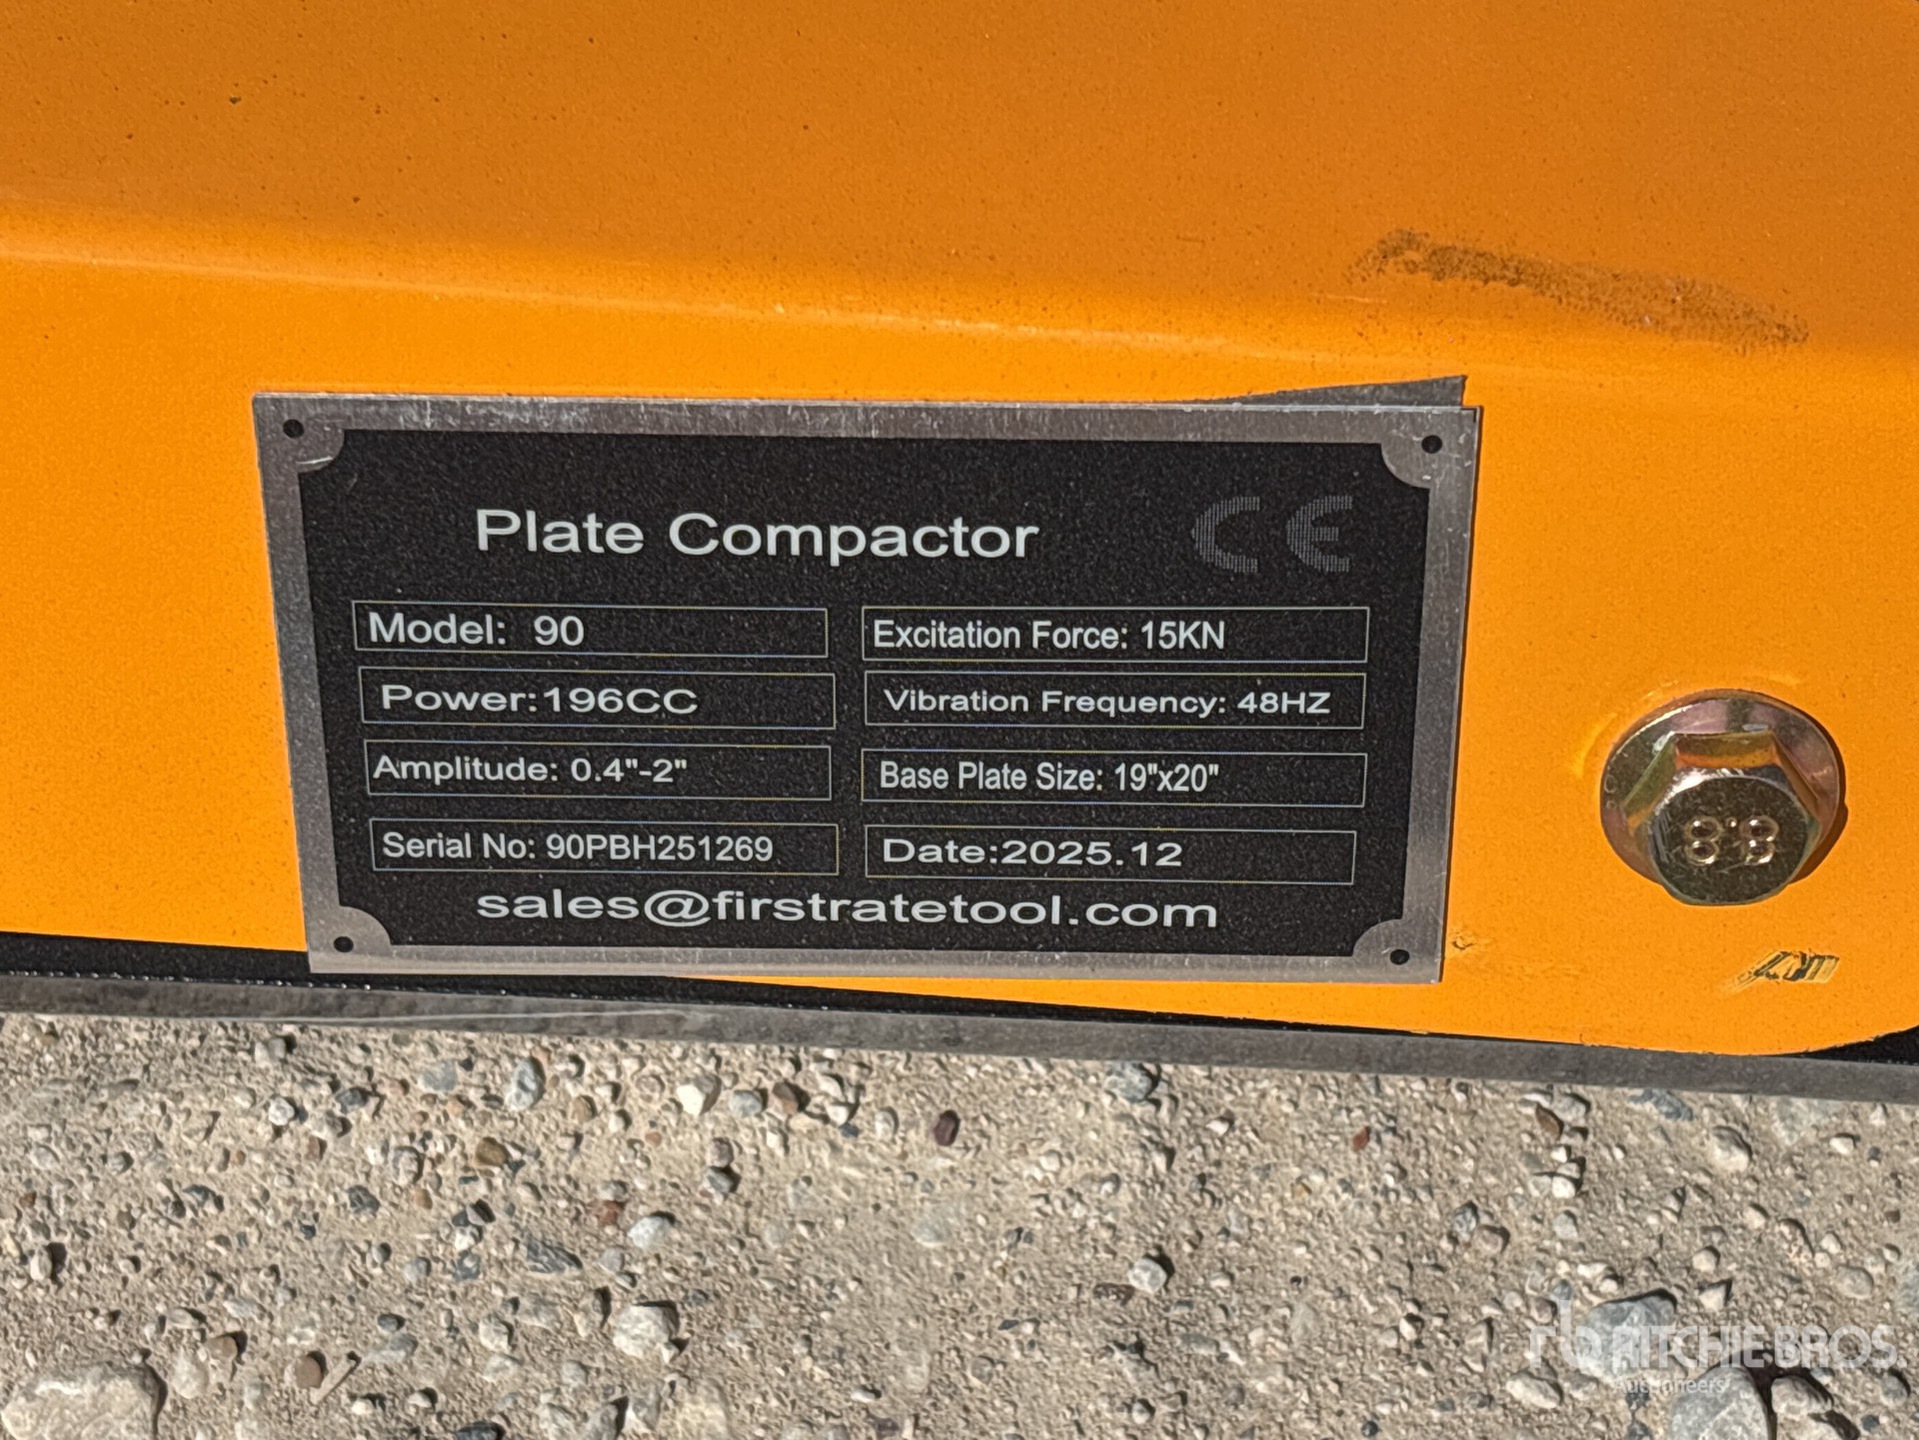 Plate Compactor CE
Model: 90
Excitation Force: 15KN
Power:196CC
Vibration Frequency: 48HZ
Amplitude: 0.4"-2"
Base Plate Size: 19"x20"
Serial No: 90PBH251269
Date:2025.12
sales@firstratetool.com
8.8
rb RITCHIE BROS.
Auctioneers